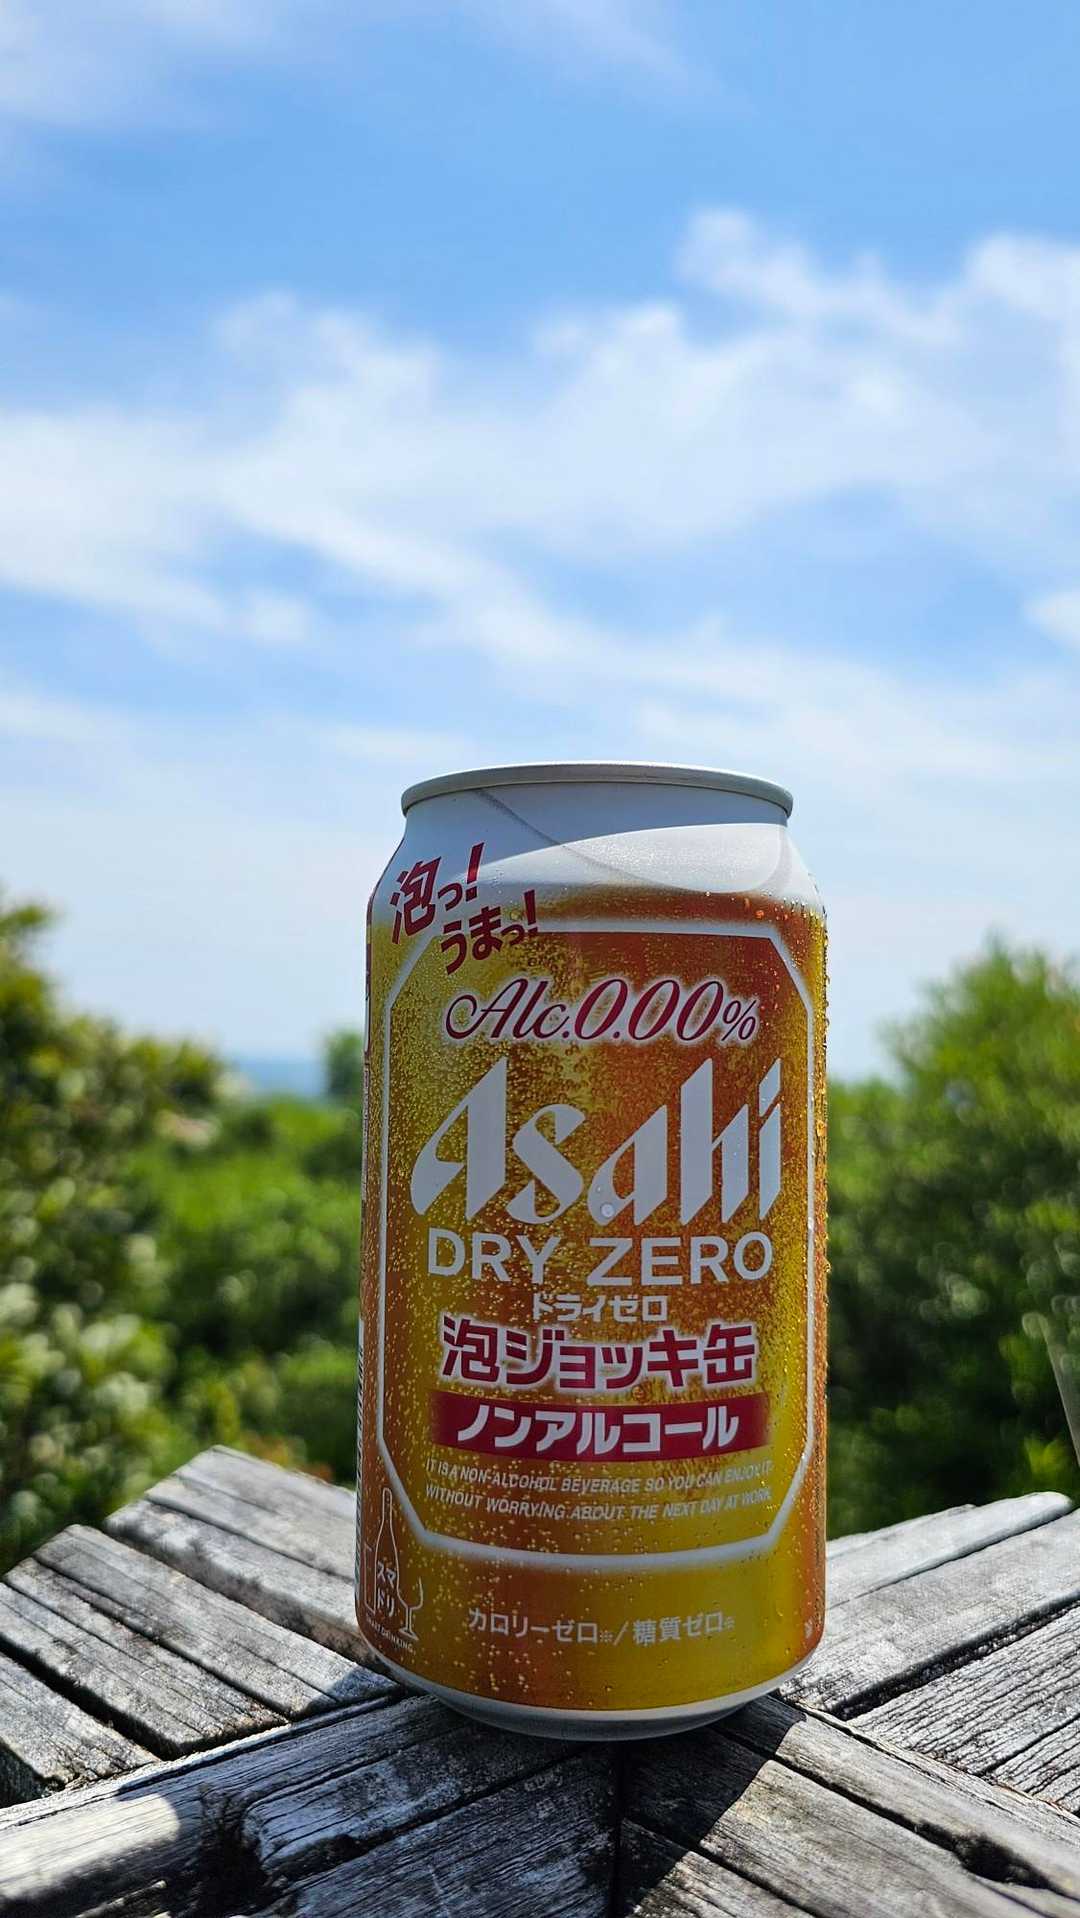 泡っ!
うまっ!
Alc.0.00%
Asahi
DRY ZERO
ドライゼロ
泡ジョッキ缶
ノンアルコール
IT IS A NON-ALCOHOL BEVERAGE SO YOU CAN ENJOY IT
WITHOUT WORRYING ABOUT THE NEXT DAY AT WORK.
スマ
ドリ
SMART DRINKING
カロリーゼロ※/糖質ゼロ※